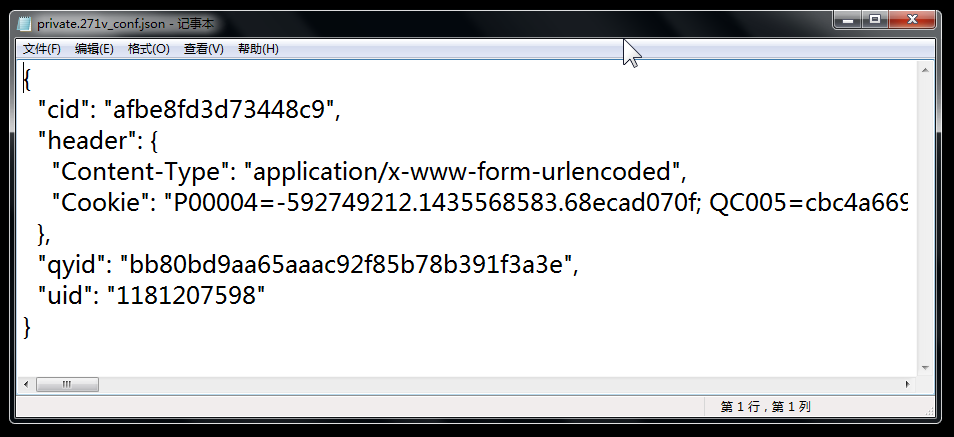 private.271v_conf.json - 记事本
文件(F) 编辑(E) 格式(O) 查看(V) 帮助(H)
{
"cid": "afbe8fd3d73448c9",
"header": {
"Content-Type": "application/x-www-form-urlencoded",
"Cookie": "P00004=-592749212.1435568583.68ecad070f; QC005=cbc4a669
},
"qyid": "bb80bd9aa65aaac92f85b78b391f3a3e",
"uid": "1181207598"
}
第 1 行，第 1 列